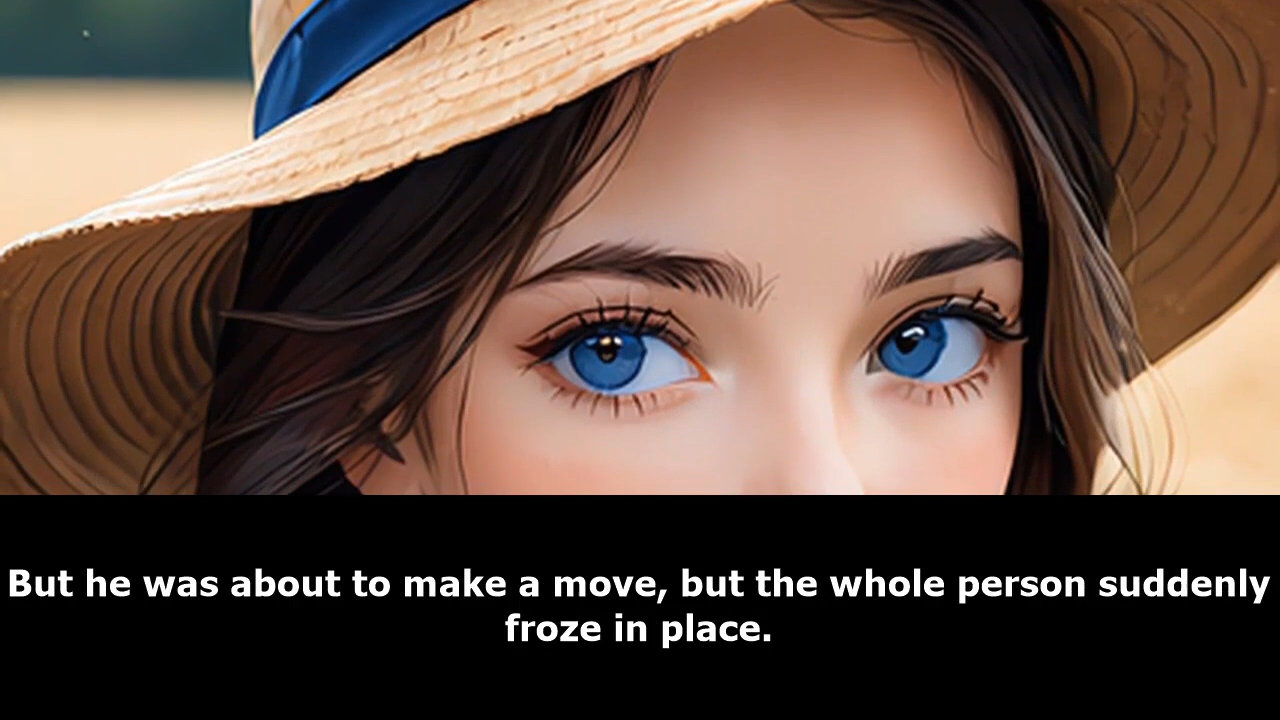 But he was about to make a move, but the whole person suddenly
froze in place.